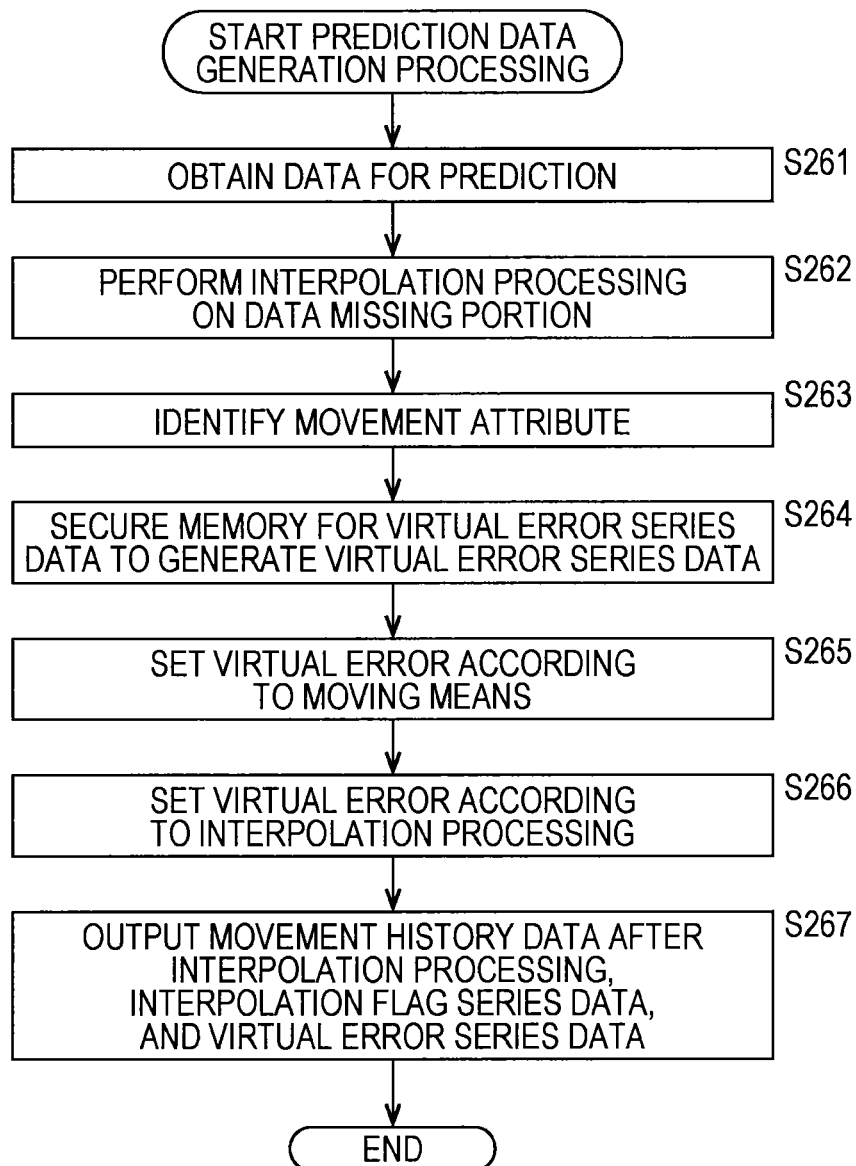 START PREDICTION DATA
GENERATION PROCESSING
S261
OBTAIN DATA FOR PREDICTION
S262
PERFORM INTERPOLATION PROCESSING
ON DATA MISSING PORTION
S263
IDENTIFY MOVEMENT ATTRIBUTE
S264
SECURE MEMORY FOR VIRTUAL ERROR SERIES
DATA TO GENERATE VIRTUAL ERROR SERIES DATA
S265
SET VIRTUAL ERROR ACCORDING
TO MOVING MEANS
S266
SET VIRTUAL ERROR ACCORDING
TO INTERPOLATION PROCESSING
S267
OUTPUT MOVEMENT HISTORY DATA AFTER
INTERPOLATION PROCESSING,
INTERPOLATION FLAG SERIES DATA,
AND VIRTUAL ERROR SERIES DATA
END